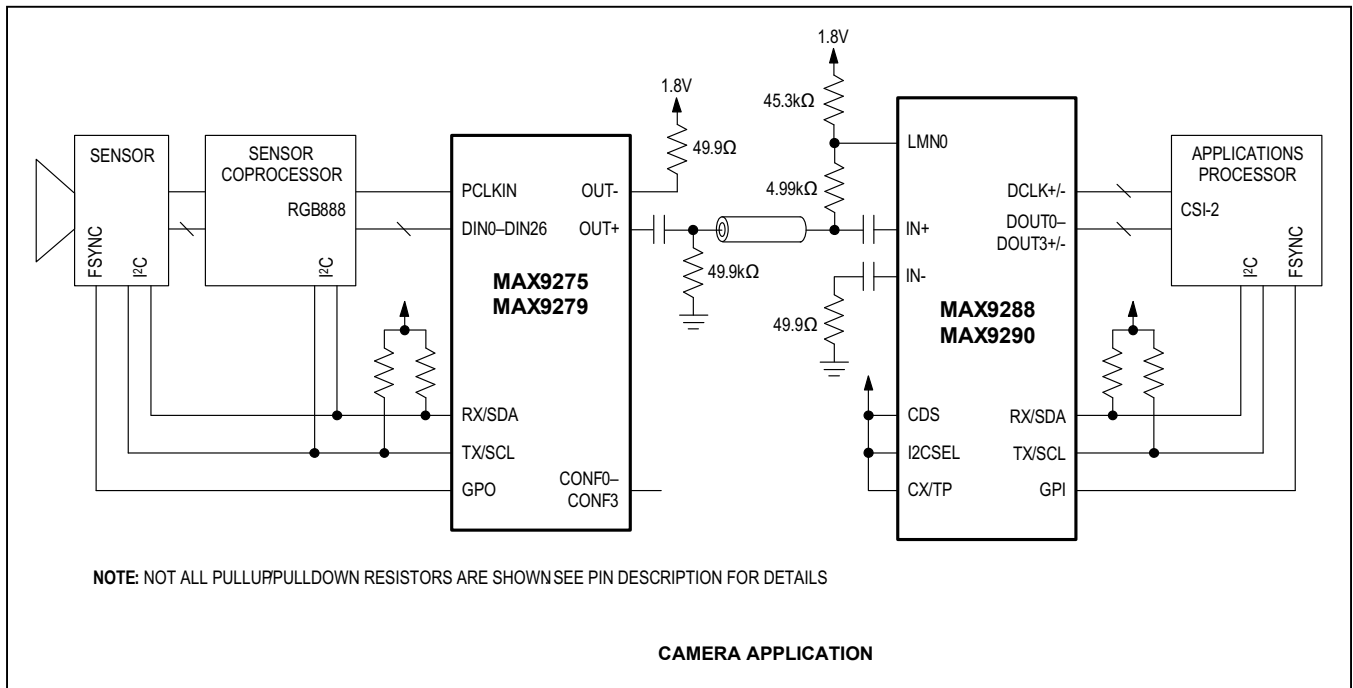 1.8V
1.8V
45.3kΩ
49.9Ω
SENSOR
SENSOR
COPROCESSOR
RGB888
I²C
FSYNC
I²C
PCLKIN
DIN0–DIN26
OUT-
OUT+
MAX9275
MAX9279
RX/SDA
TX/SCL
GPO
CONF0–
CONF3
49.9kΩ
4.99kΩ
49.9Ω
LMN0
IN+
IN-
DCLK+/-
DOUT0–
DOUT3+/-
MAX9288
MAX9290
CDS
I2CSEL
CX/TP
RX/SDA
TX/SCL
GPI
APPLICATIONS
PROCESSOR
CSI-2
I²C
FSYNC
NOTE: NOT ALL PULLUP/PULLDOWN RESISTORS ARE SHOWN SEE PIN DESCRIPTION FOR DETAILS
CAMERA APPLICATION